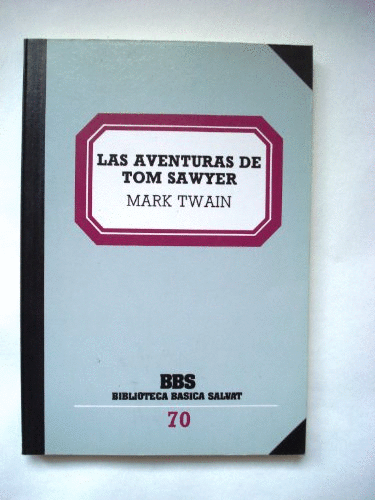 LAS AVENTURAS DE
TOM SAWYER
MARK TWAIN
BBS
BIBLIOTECA BASICA SALVAT
70